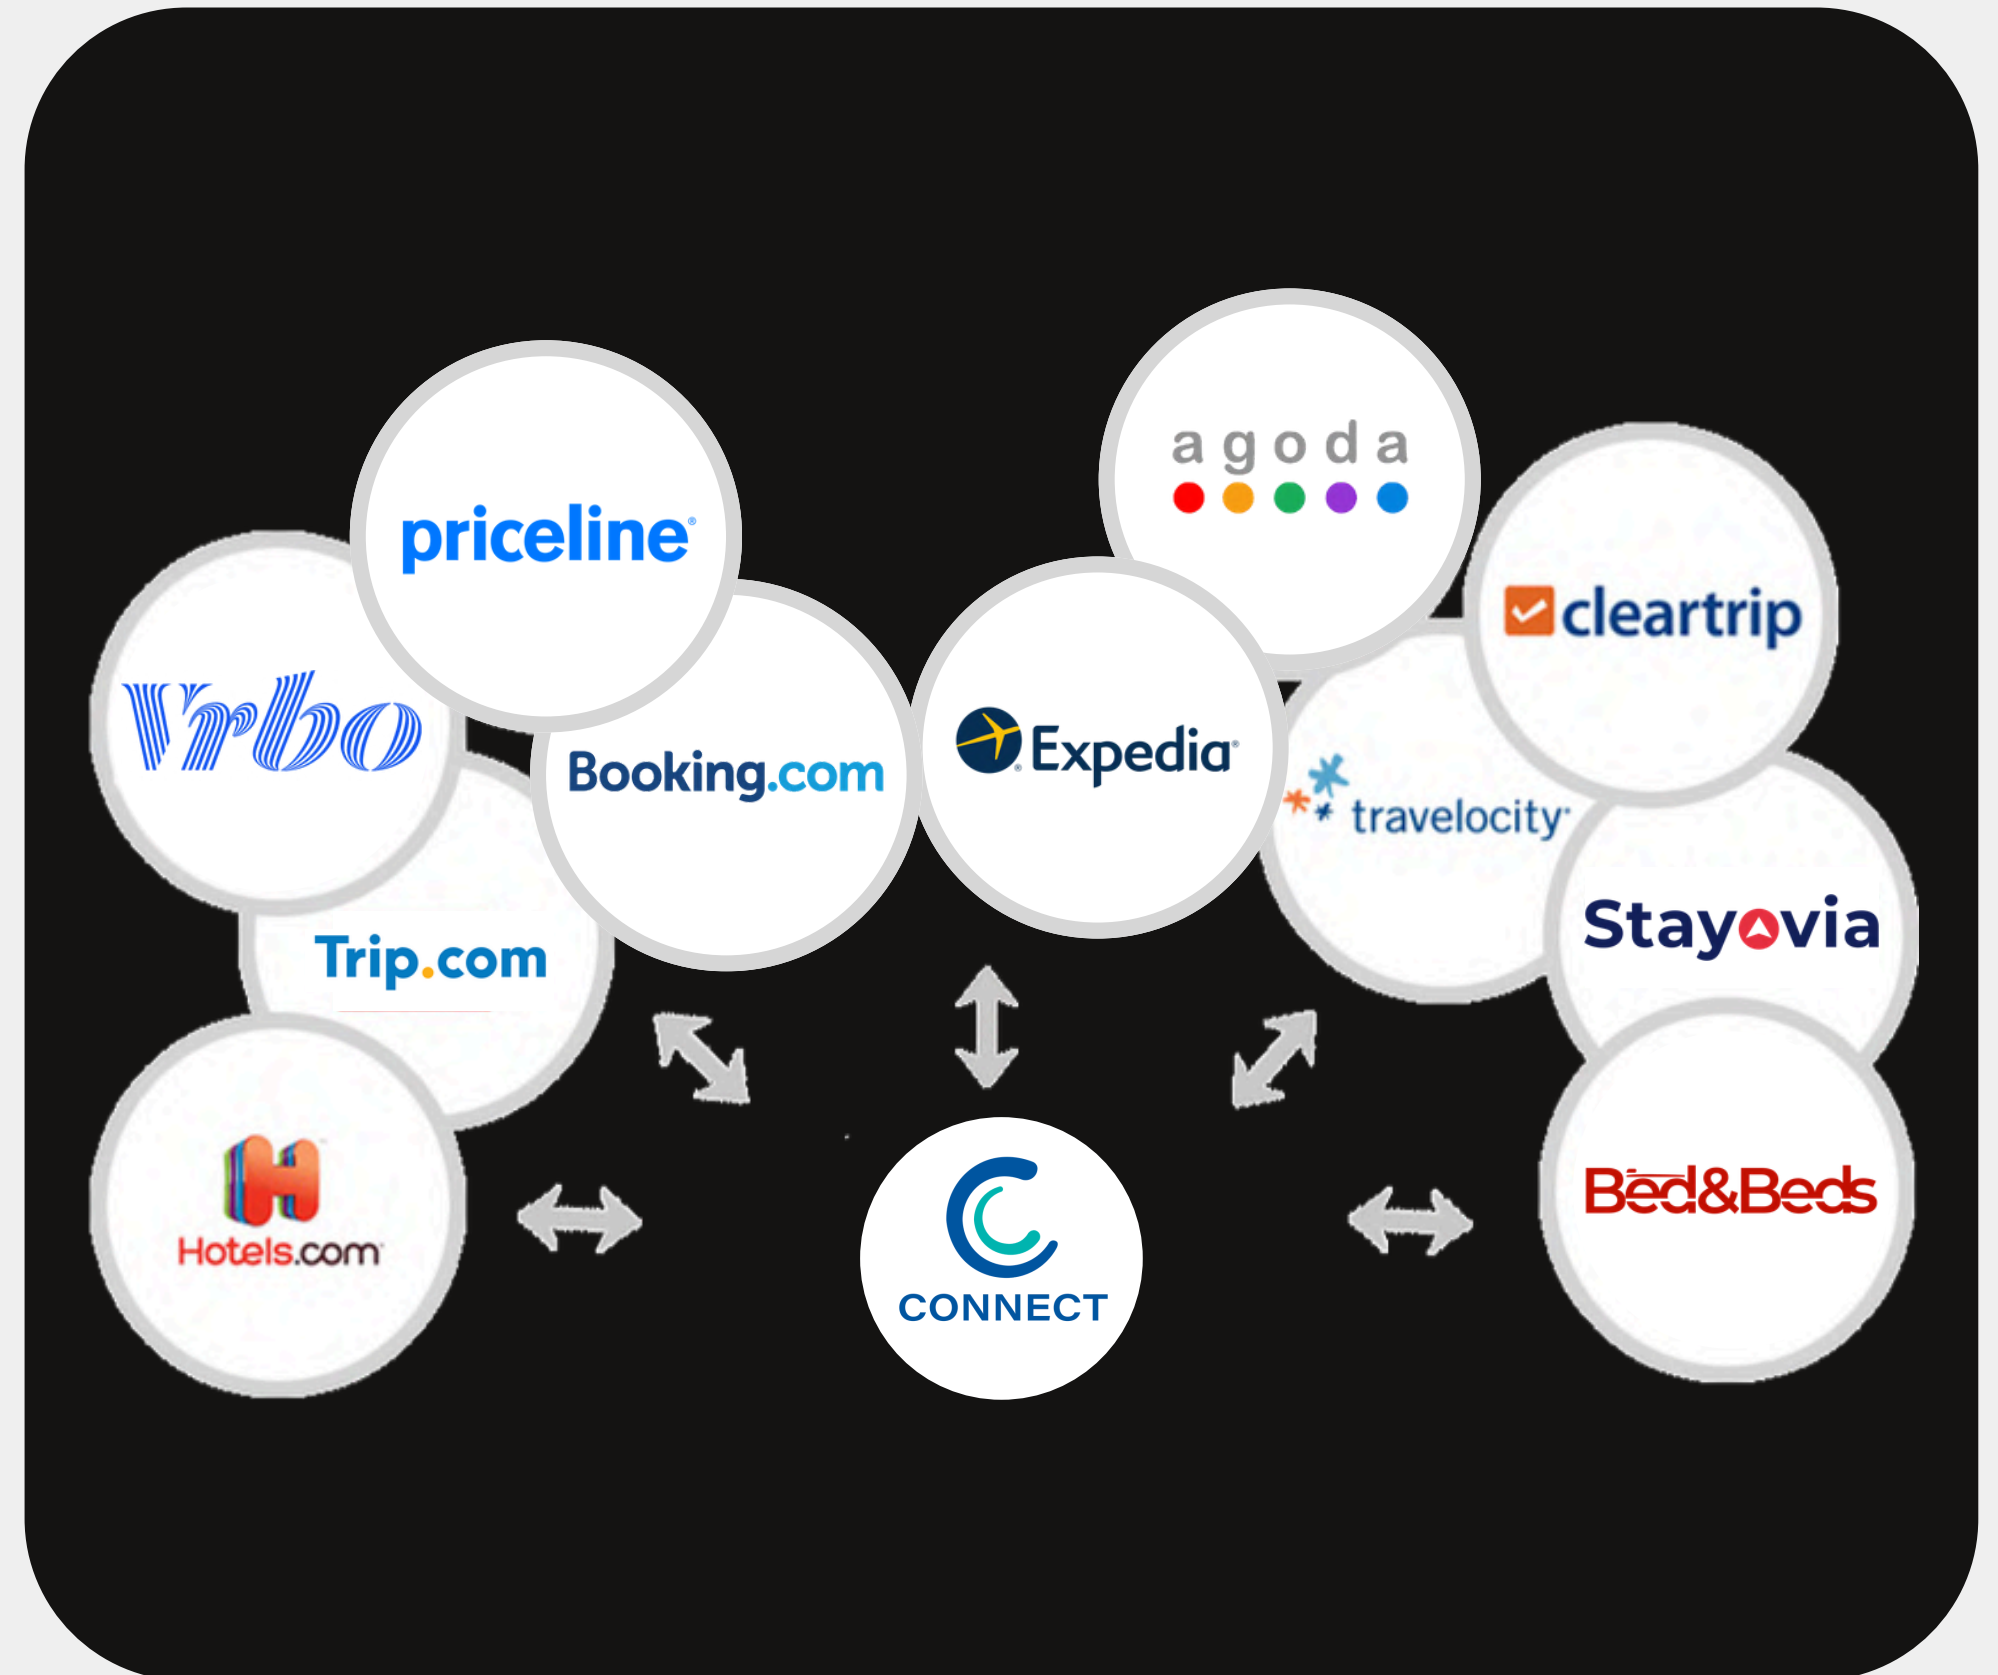 agoda
priceline®
cleartrip
Vrbo
Booking.com
Expedia®
travelocity
Stayovia
Trip.com
Hotels.com
Bed&Beds
CONNECT